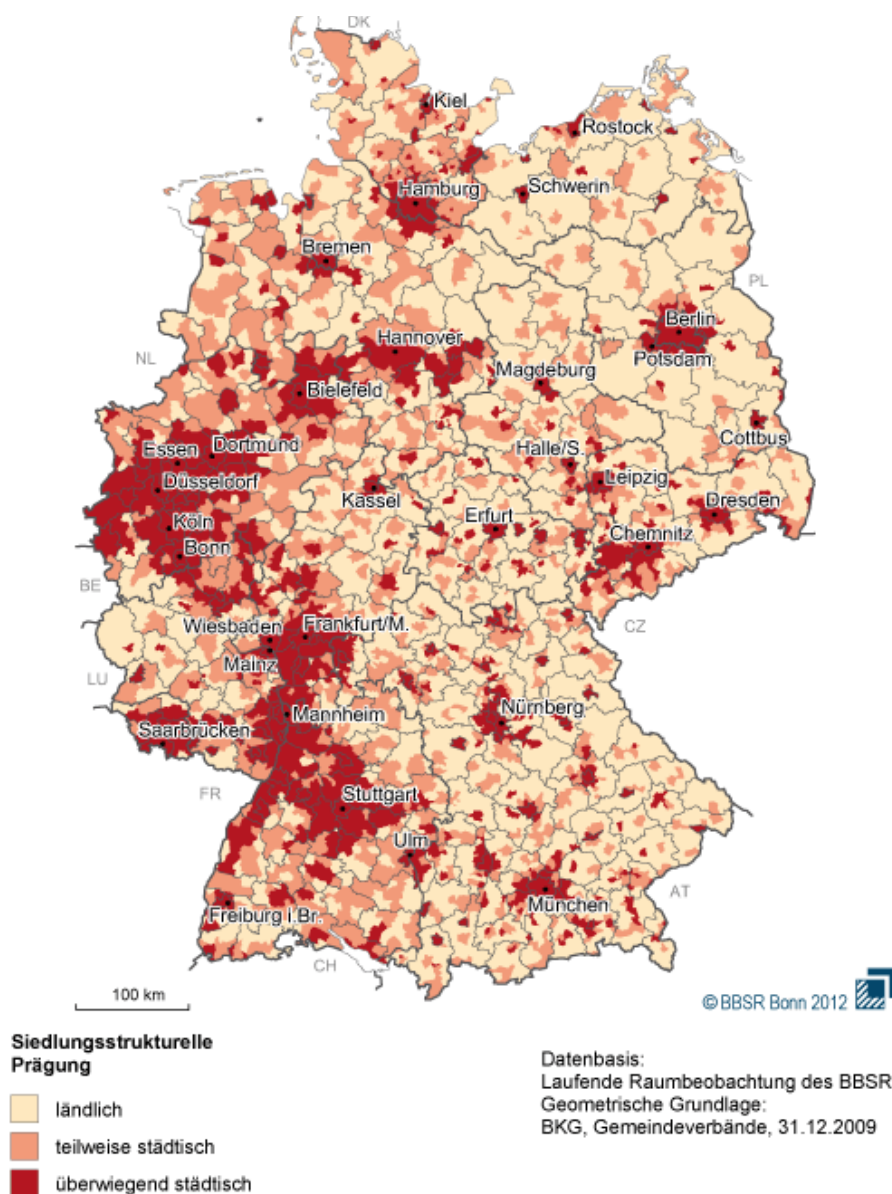 DK
Kiel
Rostock
Hamburg
Schwerin
Bremen
PL
Berlin
Hannover
Potsdam
NL
Magdeburg
Bielefeld
Cottbus
Essen
Dortmund
Halle/S.
Düsseldorf
Leipzig
Kassel
Dresden
Köln
Erfurt
Chemnitz
Bonn
BE
Wiesbaden
Frankfurt/M.
CZ
Mainz
LU
Mannheim
Nürnberg
Saarbrücken
FR
Stuttgart
Ulm
AT
München
Freiburg i.Br.
CH
100 km
© BBSR Bonn 2012
Siedlungsstrukturelle
Prägung
ländlich
teilweise städtisch
überwiegend städtisch
Datenbasis:
Laufende Raumbeobachtung des BBSR
Geometrische Grundlage:
BKG, Gemeindeverbände, 31.12.2009